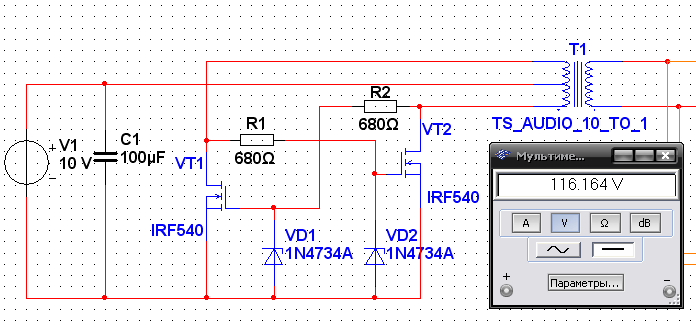 T1
R2
680Ω
VT2
TS_AUDIO_10_TO_1
V1
10 V
C1
100µF
R1
680Ω
VT1
IRF540
IRF540
VD1
1N4734A
VD2
1N4734A
Мультиме...
116.164 V
A
V
Ω
dB
Параметры...
+
−
+
−